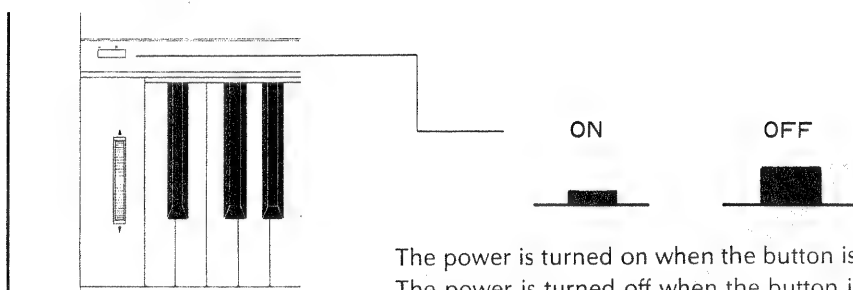 ON OFF
The power is turned on when the button is
The power is turned off when the button